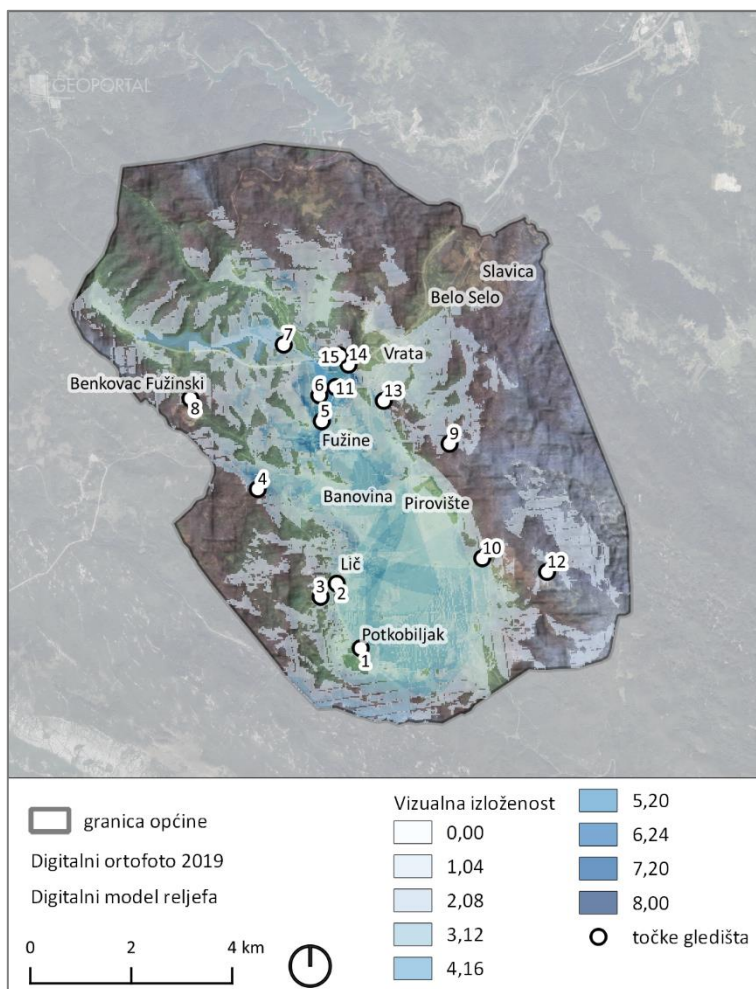 GEOPORTAL
Slavica
Belo Selo
7
15
14
Vrata
Benkovac Fužinski
6
11
13
8
5
Fužine
9
4
Banovina
Pirovište
10
12
Lič
3
2
Potkobiljak
1
granica općine
Digitalni ortofoto 2019
Digitalni model reljefa
0 2 4 km
Vizualna izloženost
0,00
1,04
2,08
3,12
4,16
5,20
6,24
7,20
8,00
točke gledišta